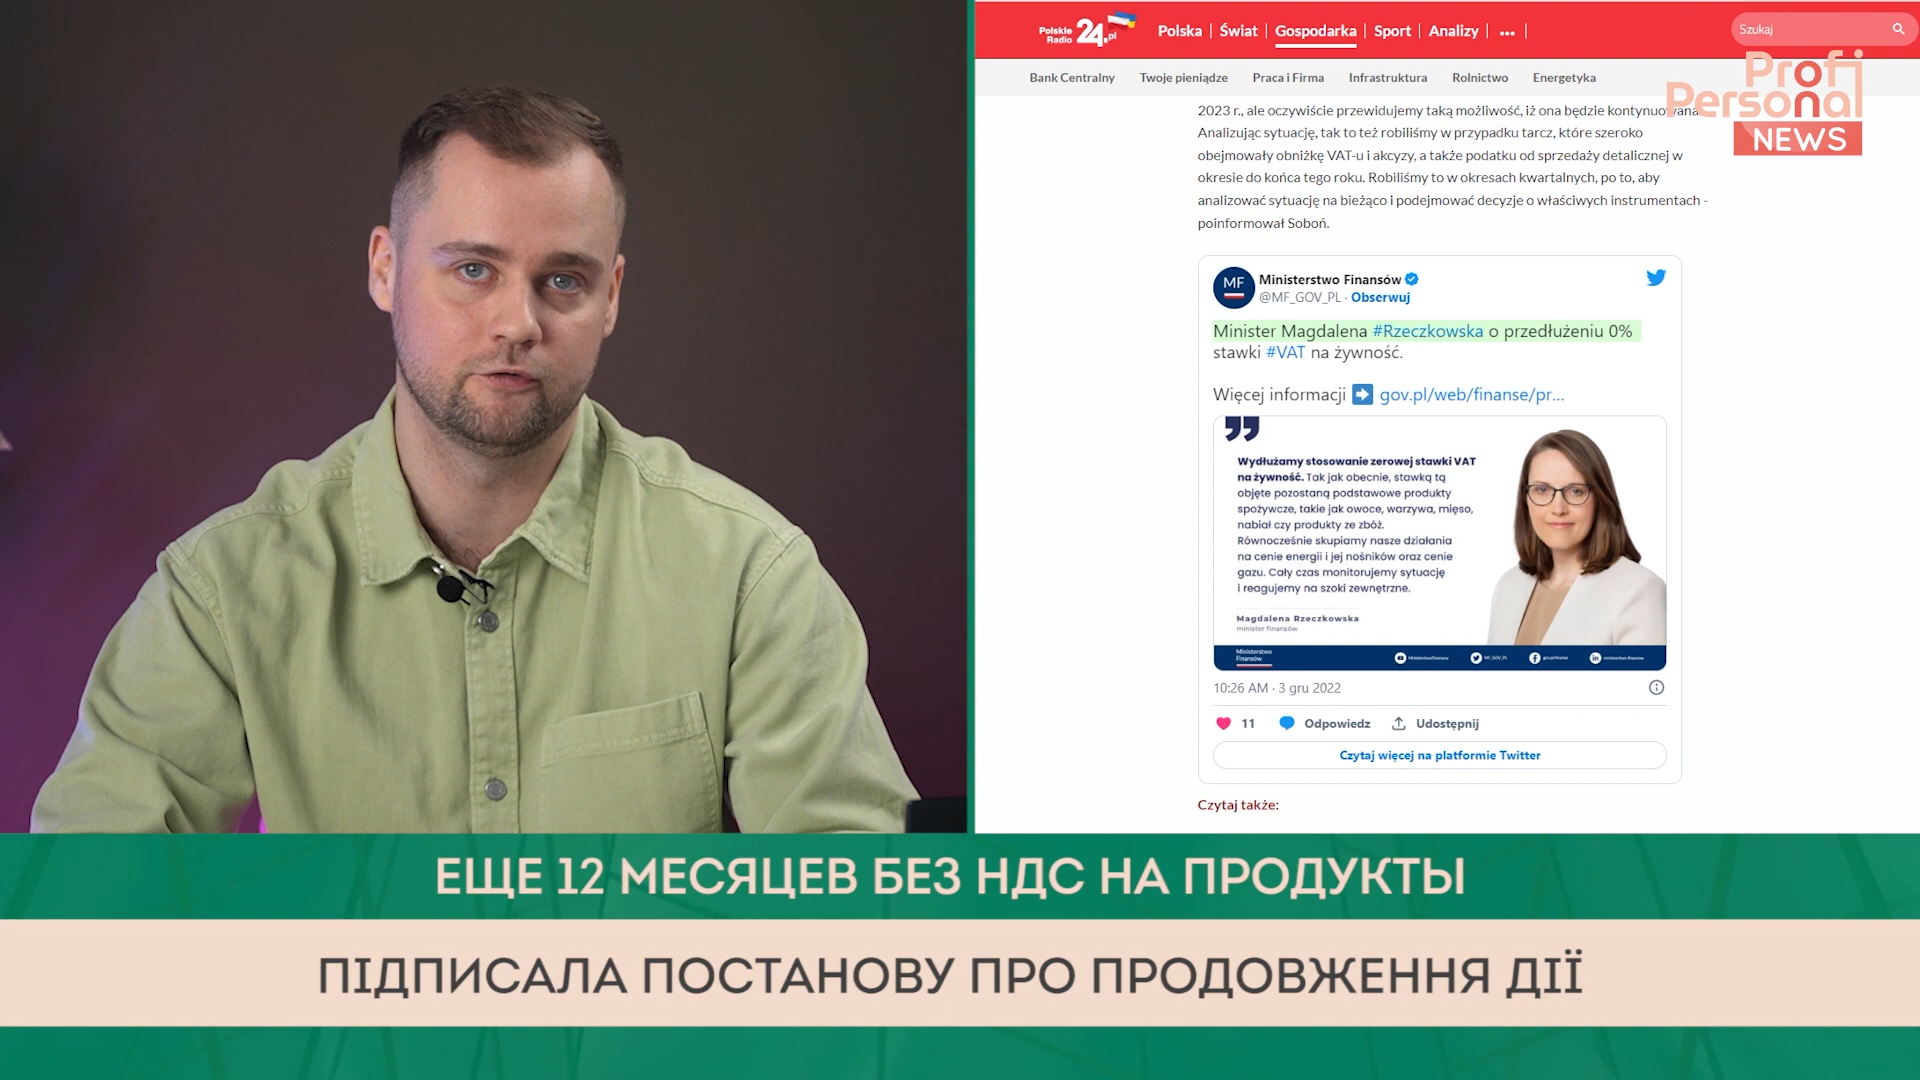 Polskie
Radio 24.pl
Polska | Świat | Gospodarka | Sport | Analizy | ... |
Szukaj
Profi
Personal
NEWS
Bank Centralny Twoje pieniądze Praca i Firma Infrastruktura Rolnictwo Energetyka
2023 r., ale oczywiście przewidujemy taką możliwość, iż ona będzie kontynuowana.
Analizując sytuację, tak to też robiliśmy w przypadku tarcz, które szeroko
obejmowały obniżkę VAT-u i akcyzy, a także podatku od sprzedaży detalicznej w
okresie do końca tego roku. Robiliśmy to w okresach kwartalnych, po to, aby
analizować sytuację na bieżąco i podejmować decyzje o właściwych instrumentach -
poinformował Soboń.
MF
Ministerstwo Finansów
@MF_GOV_PL · Obserwuj
Minister Magdalena #Rzeczkowska o przedłużeniu 0%
stawki #VAT na żywność.
Więcej informacji ➡ gov.pl/web/finanse/pr...
Wydłużamy stosowanie zerowej stawki VAT
na żywność. Tak jak obecnie, stawką tą
objęte pozostaną podstawowe produkty
spożywcze, takie jak owoce, warzywa, mięso,
nabiał czy produkty ze zbóż.
Równocześnie skupiamy nasze działania
na cenie energii i jej nośników oraz cenie
gazu. Cały czas monitorujemy sytuację
i reagujemy na szoki zewnętrzne.
Magdalena Rzeczkowska
minister finansów
Ministerstwo
Finansów
10:26 AM · 3 gru 2022
11 Odpowiedz Udostępnij
Czytaj więcej na platformie Twitter
Czytaj także:
ЕЩЕ 12 МЕСЯЦЕВ БЕЗ НДС НА ПРОДУКТЫ
ПІДПИСАЛА ПОСТАНОВУ ПРО ПРОДОВЖЕННЯ ДІЇ